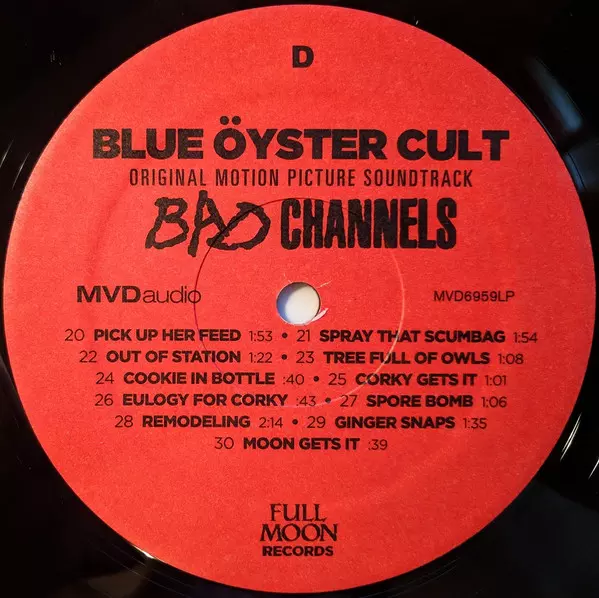 D
BLUE ÖYSTER CULT
ORIGINAL MOTION PICTURE SOUNDTRACK
BAD CHANNELS
MVDaudio
MVD6959LP
20 PICK UP HER FEED 1:53 • 21 SPRAY THAT SCUMBAG 1:54
22 OUT OF STATION 1:22 • 23 TREE FULL OF OWLS 1:08
24 COOKIE IN BOTTLE :40 • 25 CORKY GETS IT 1:01
26 EULOGY FOR CORKY :43 • 27 SPORE BOMB 1:06
28 REMODELING 2:14 • 29 GINGER SNAPS 1:35
30 MOON GETS IT :39
FULL
MOON
RECORDS